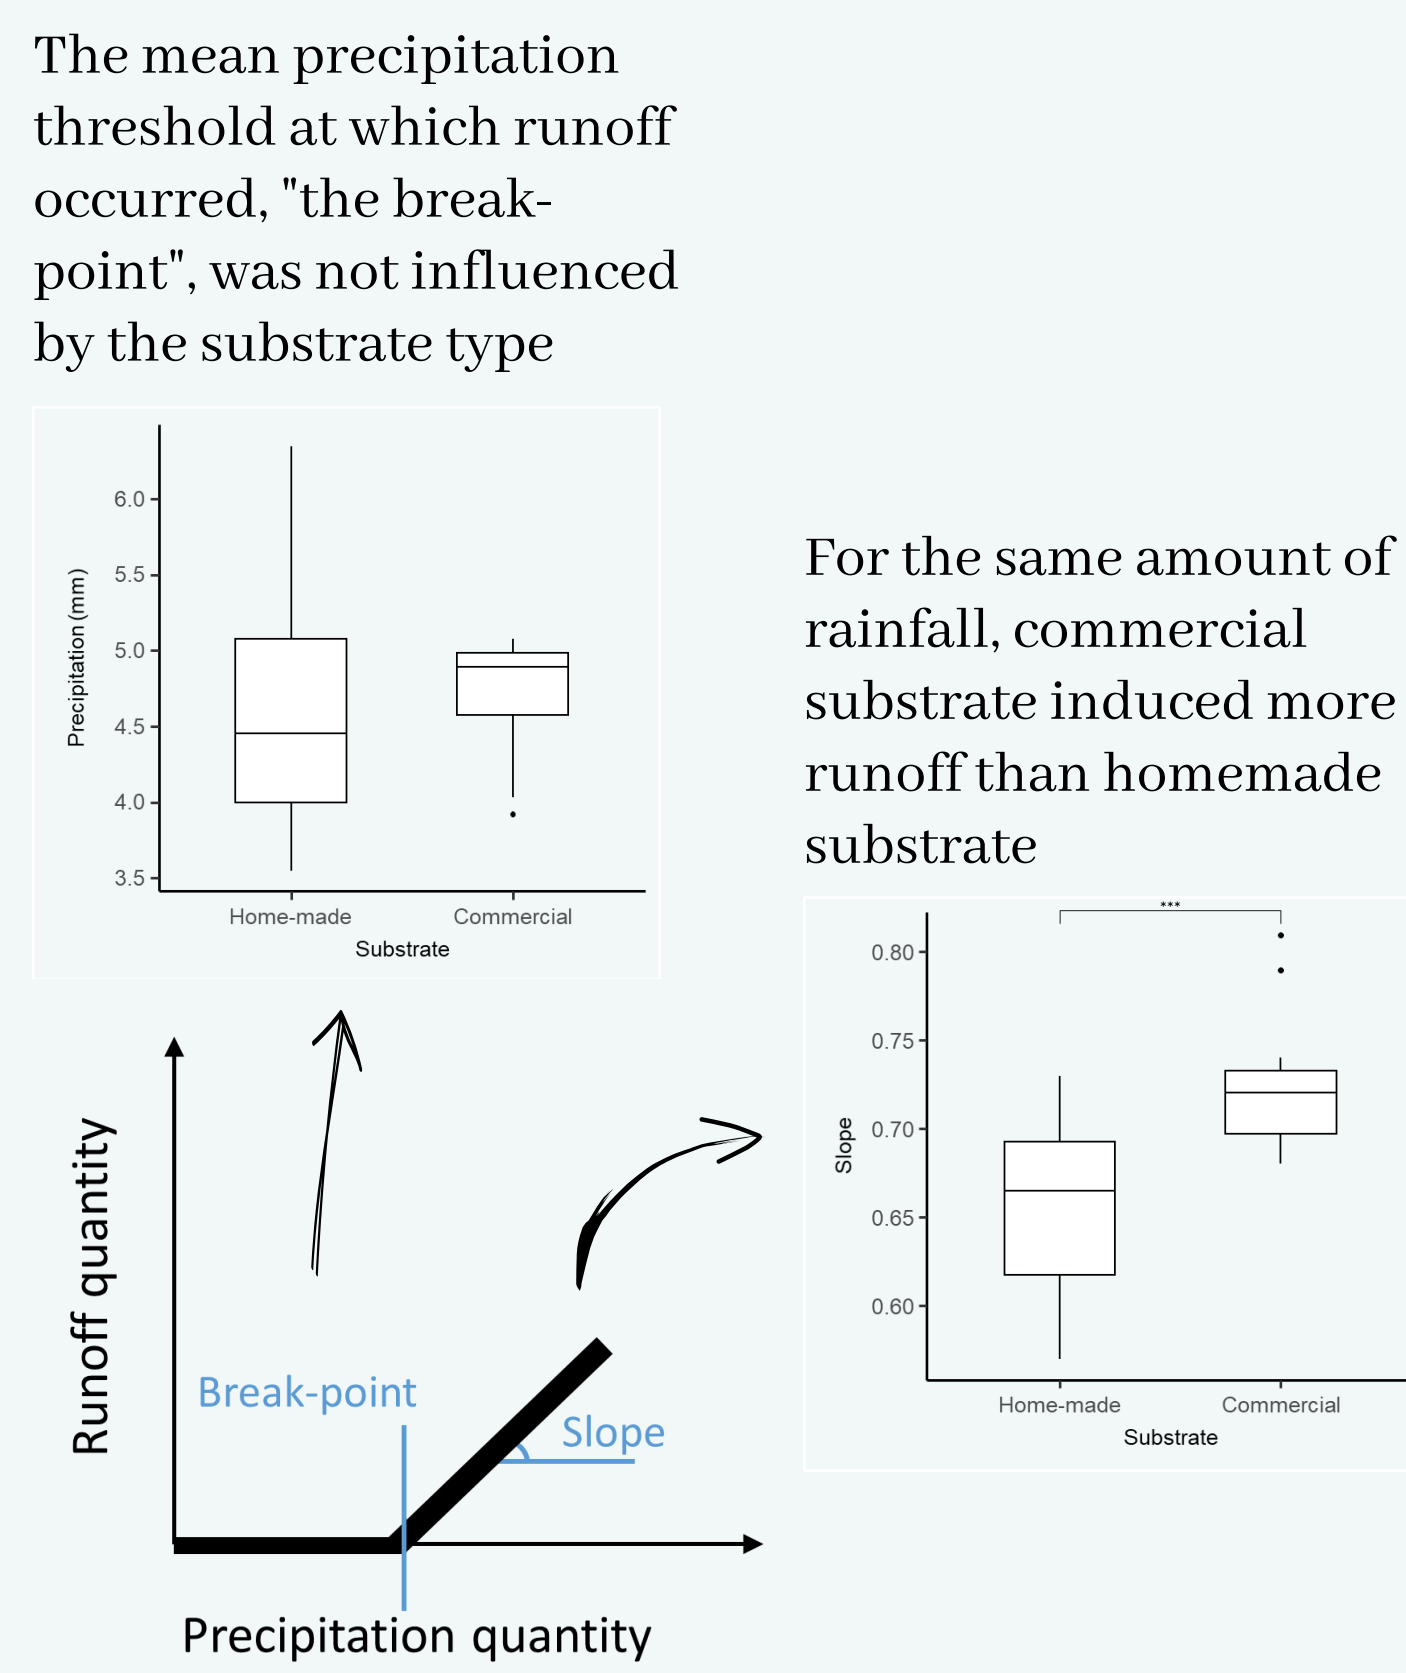 The mean precipitation
threshold at which runoff
occurred, "the break-
point", was not influenced
by the substrate type
6.0
5.5
5.0
4.5
4.0
3.5
Precipitation (mm)
Home-made
Commercial
Substrate
For the same amount of
rainfall, commercial
substrate induced more
runoff than homemade
substrate
***
0.80
0.75
0.70
0.65
0.60
Slope
Home-made
Commercial
Substrate
Runoff quantity
Break-point
Slope
Precipitation quantity